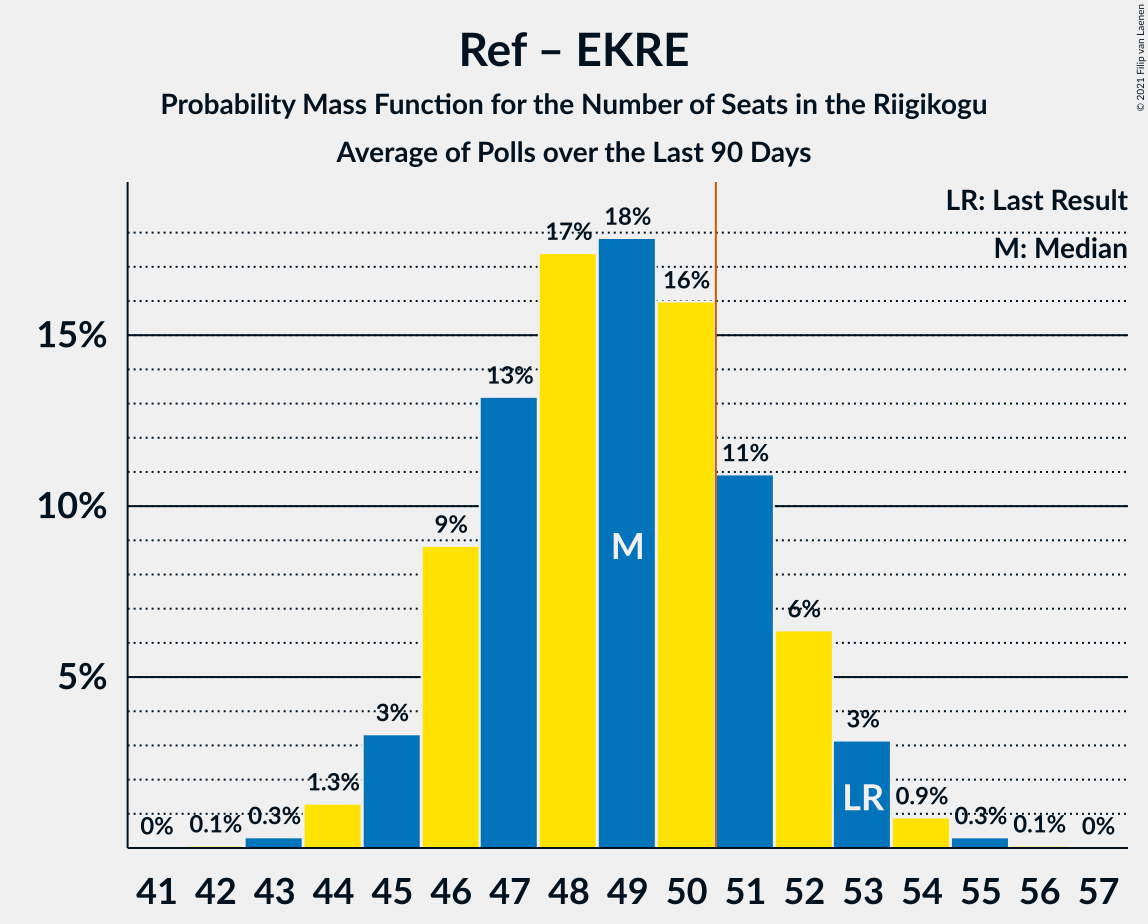 Ref – EKRE
Probability Mass Function for the Number of Seats in the Riigikogu
Average of Polls over the Last 90 Days
© 2021 Filip van Laenen
LR: Last Result
M: Median
15%
10%
5%
0%
0.1%
0.3%
1.3%
3%
9%
13%
17%
18%
16%
11%
6%
3%
0.9%
0.3%
0.1%
0%
M
LR
41 42 43 44 45 46 47 48 49 50 51 52 53 54 55 56 57